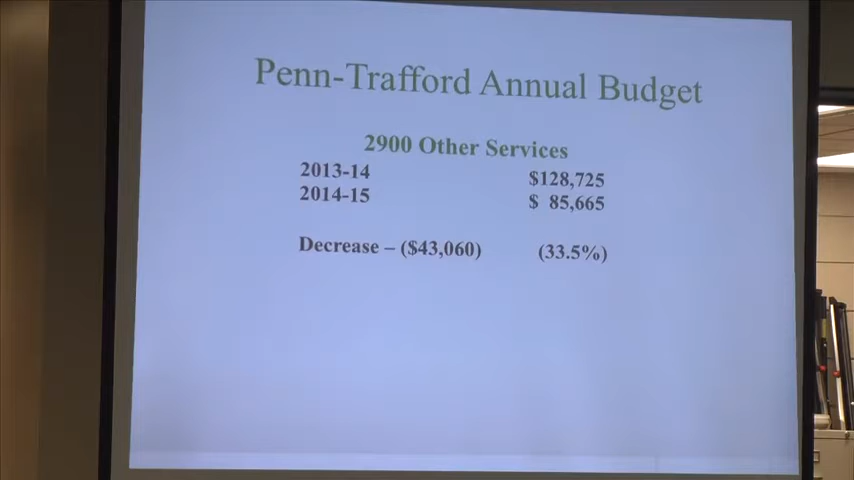 Penn-Trafford Annual Budget
2900 Other Services
2013-14 $128,725
2014-15 $ 85,665
Decrease – ($43,060) (33.5%)